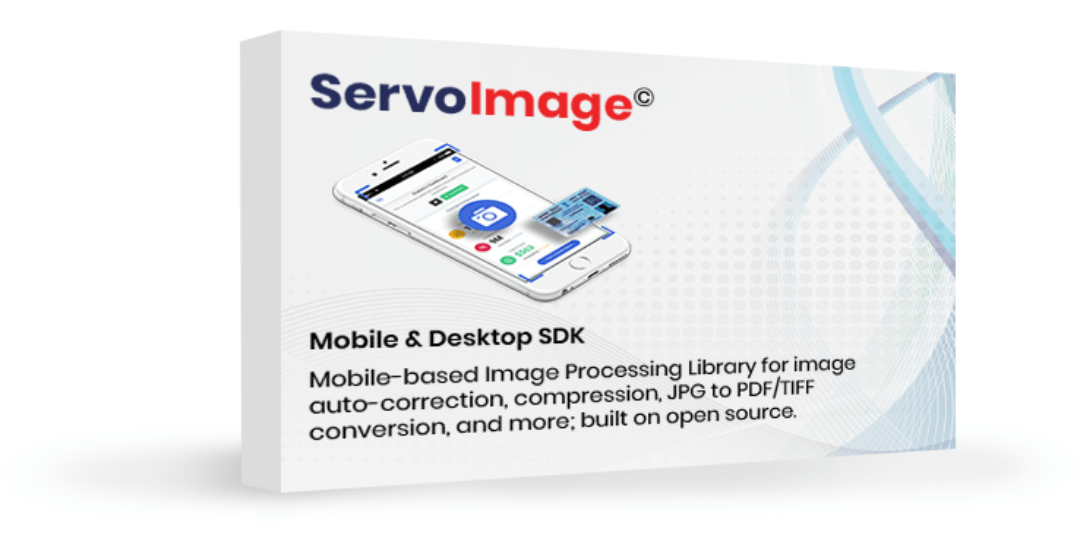 ServoImage©
Mobile & Desktop SDK
Mobile-based Image Processing Library for image
auto-correction, compression, JPG to PDF/TIFF
conversion, and more; built on open source.